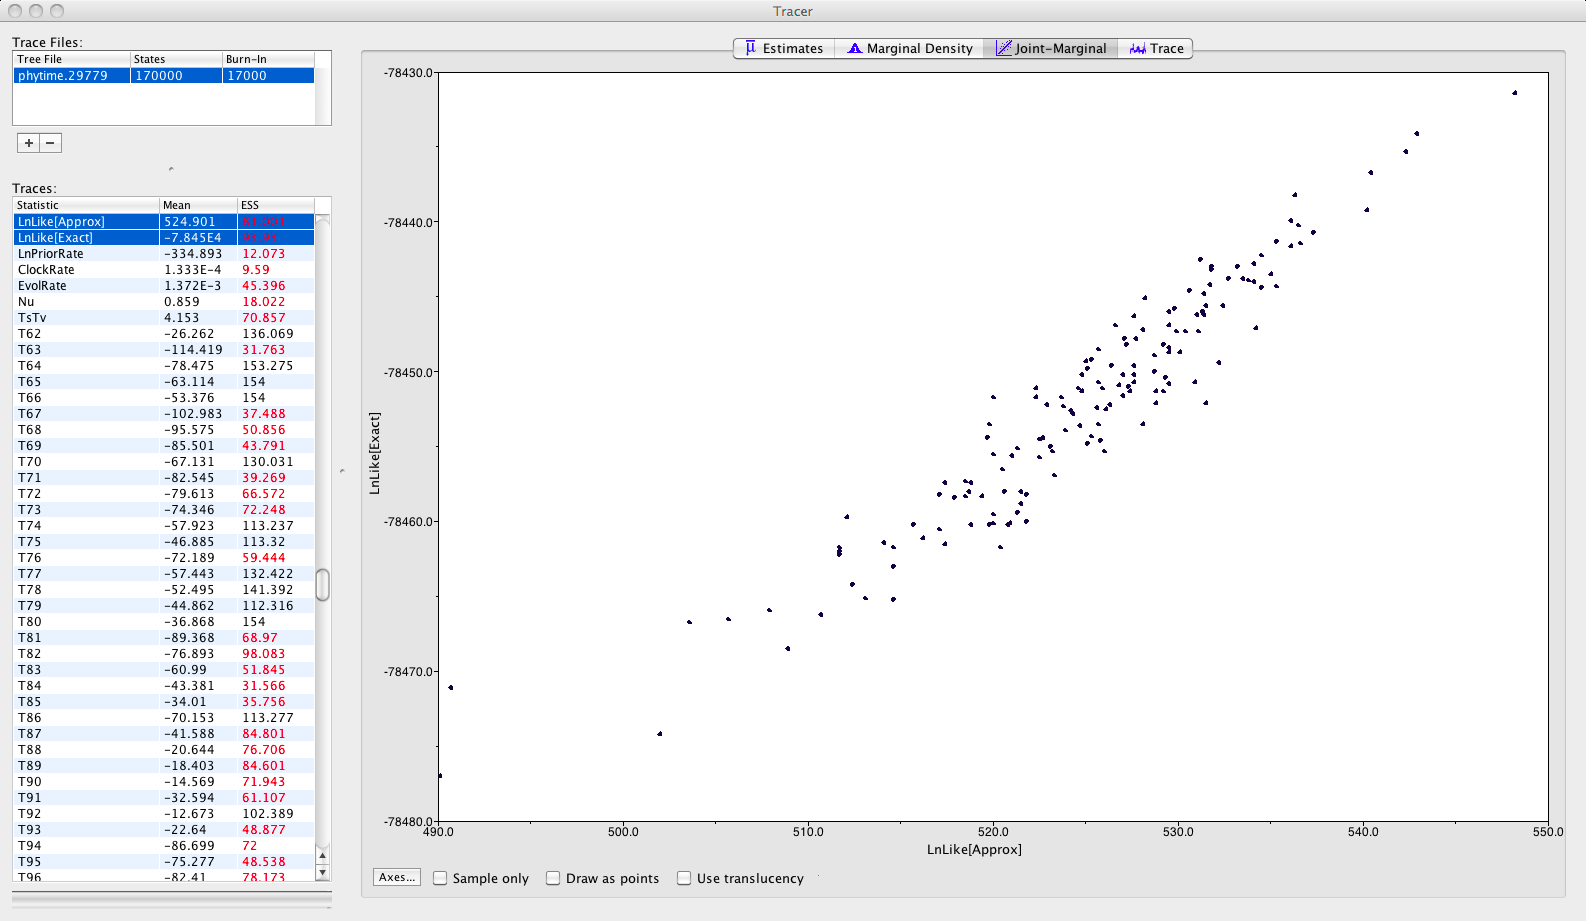 Tracer
Trace Files:
Tree File States Burn-In
phytime.29779 170000 17000
+ −
Traces:
Statistic Mean ESS
LnLike[Approx] 524.901
LnLike[Exact] -7.845E4
LnPriorRate -334.893 12.073
ClockRate 1.333E-4 9.59
EvolRate 1.372E-3 45.396
Nu 0.859 18.022
TsTv 4.153 70.857
T62 -26.262 136.069
T63 -114.419 31.763
T64 -78.475 153.275
T65 -63.114 154
T66 -53.376 154
T67 -102.983 37.488
T68 -95.575 50.856
T69 -85.501 43.791
T70 -67.131 130.031
T71 -82.545 39.269
T72 -79.613 66.572
T73 -74.346 72.248
T74 -57.923 113.237
T75 -46.885 113.32
T76 -72.189 59.444
T77 -57.443 132.422
T78 -52.495 141.392
T79 -44.862 112.316
T80 -36.868 154
T81 -89.368 68.97
T82 -76.893 98.083
T83 -60.99 51.845
T84 -43.381 31.566
T85 -34.01 35.756
T86 -70.153 113.277
T87 -41.588 84.801
T88 -20.644 76.706
T89 -18.403 84.601
T90 -14.569 71.943
T91 -32.594 61.107
T92 -12.673 102.389
T93 -22.64 48.877
T94 -86.699 72
T95 -75.277 48.538
T96 -82.41 78.173
Estimates Marginal Density Joint-Marginal Trace
-78430.0
-78440.0
-78450.0
-78460.0
-78470.0
-78480.0
LnLike[Exact]
490.0 500.0 510.0 520.0 530.0 540.0 550.0
LnLike[Approx]
Axes... Sample only Draw as points Use translucency